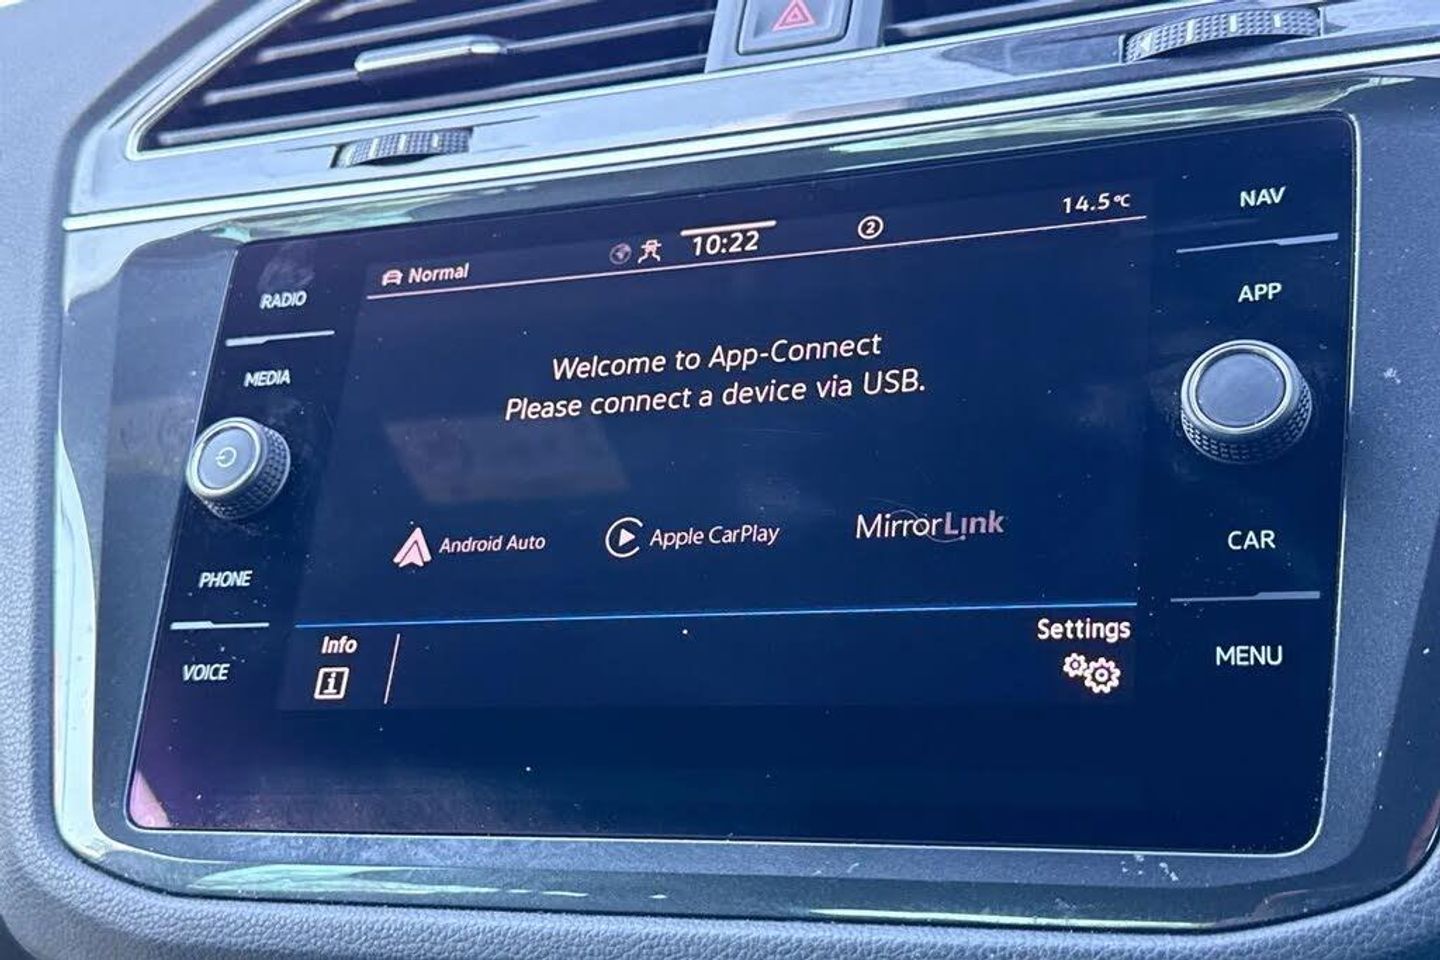 NAV
14.5°C
2
10:22
Normal
RADIO
APP
Welcome to App-Connect
Please connect a device via USB.
MEDIA
Android Auto
Apple CarPlay
MirrorLink
CAR
PHONE
Info
Settings
VOICE
MENU